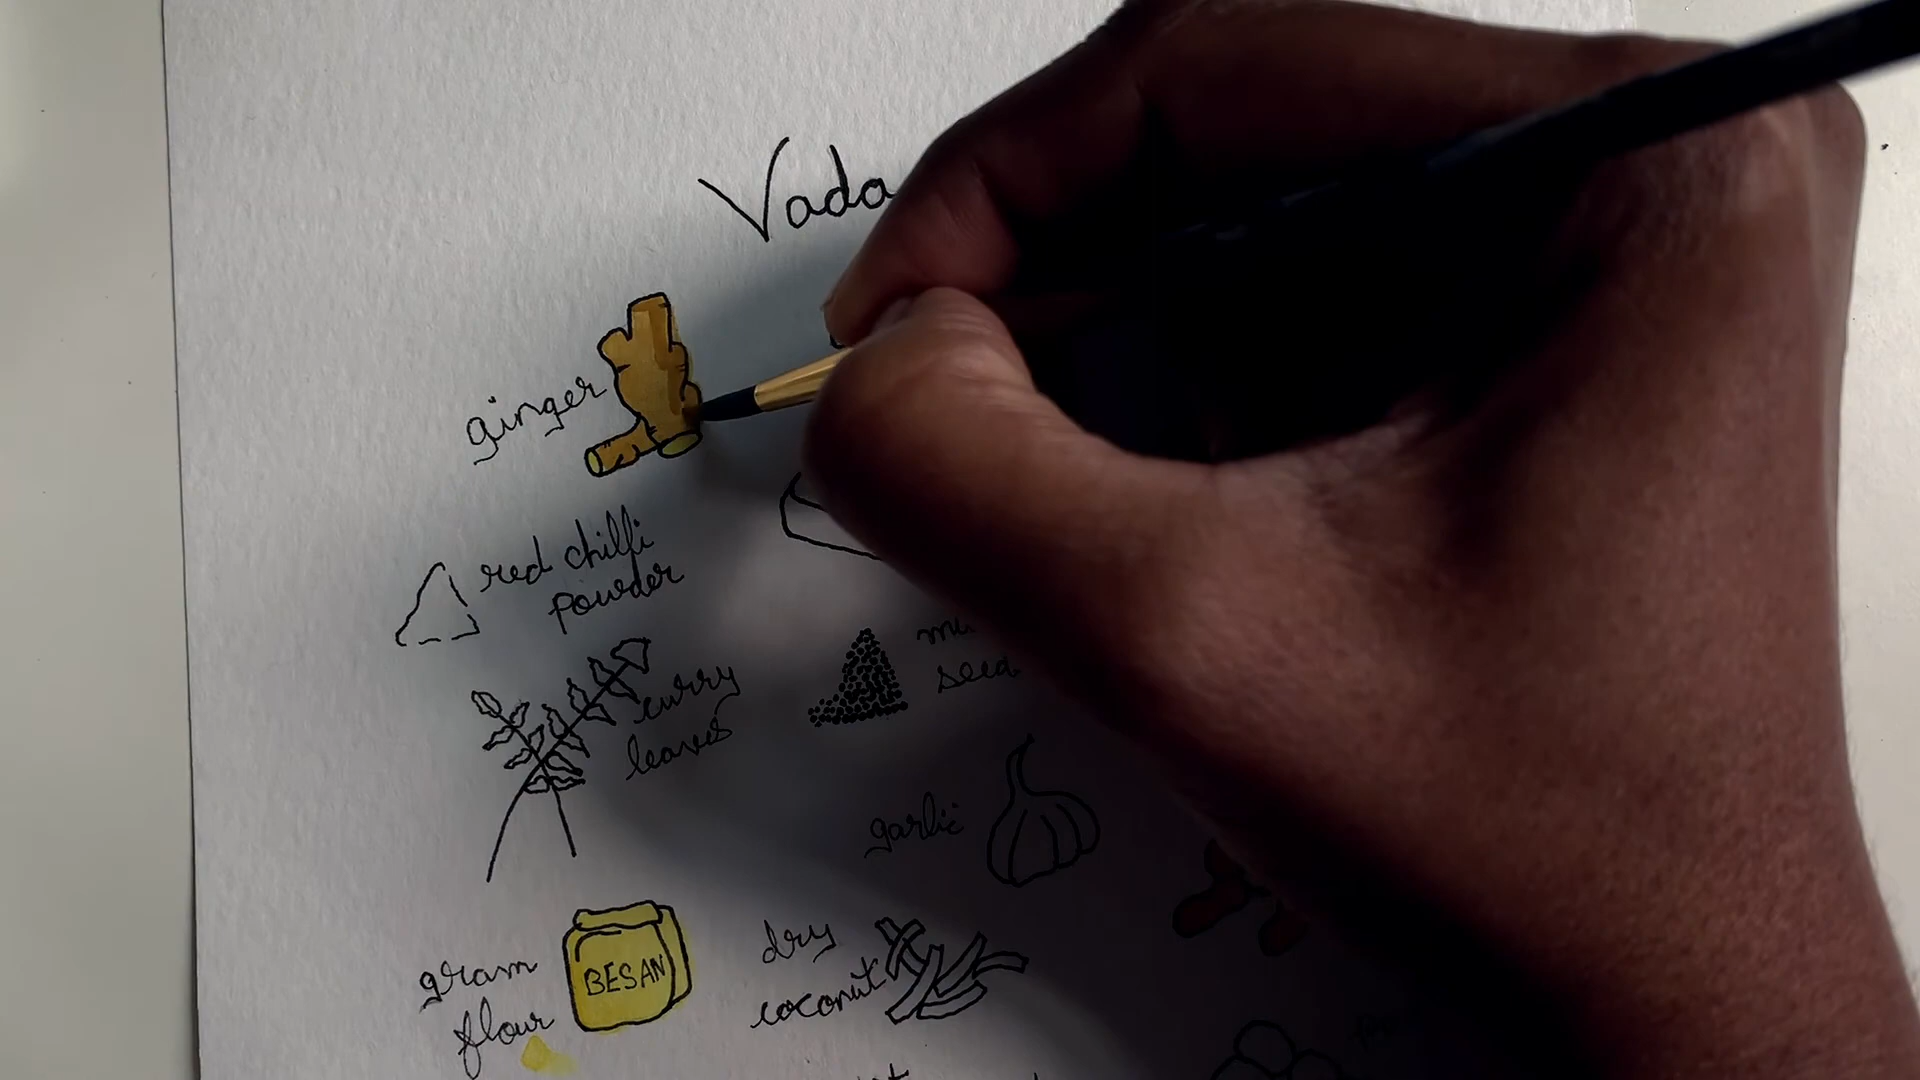 Vada
ginger
red chilli
powder
curry
leaves
seed
garlic
gram
flour
BESAN
dry
coconut